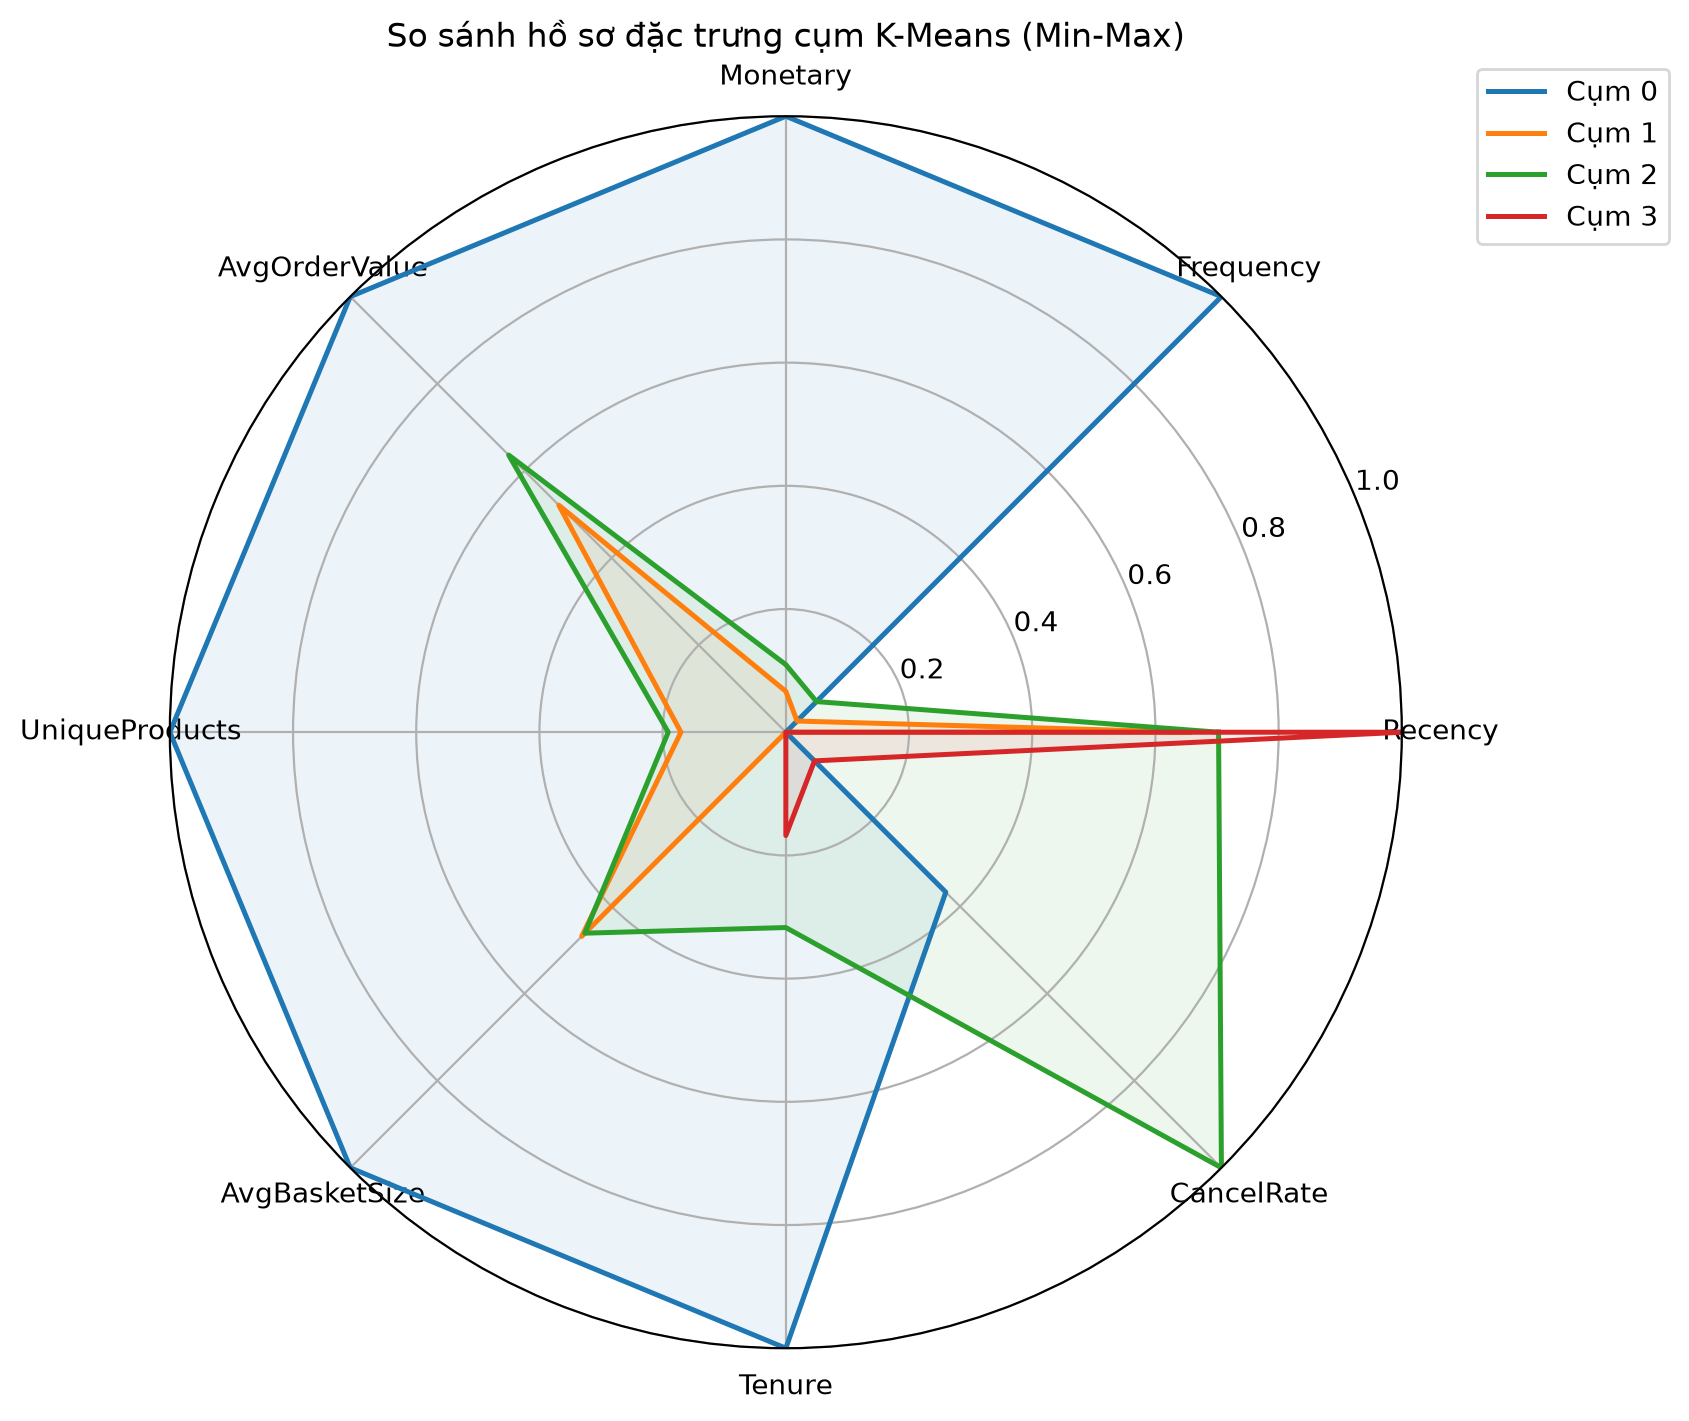 So sánh hồ sơ đặc trưng cụm K-Means (Min-Max)
Monetary
Cụm 0
Cụm 1
Cụm 2
Cụm 3
AvgOrderValue
Frequency
1.0
0.8
0.6
0.4
0.2
UniqueProducts
Recency
AvgBasketSize
CancelRate
Tenure